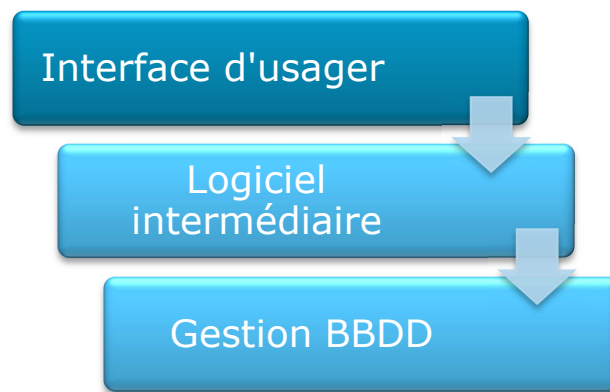 Interface d'usager
Logiciel
intermédiaire
Gestion BBDD